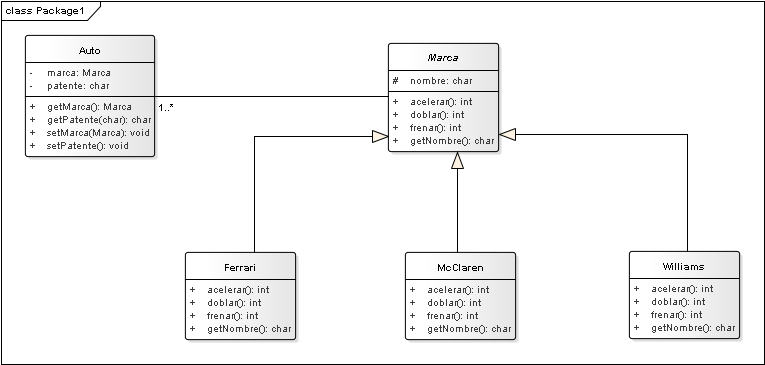 class Package1
Auto
- marca: Marca
- patente: char
+ getMarca(): Marca
+ getPatente(char): char
+ setMarca(Marca): void
+ setPatente(): void
1..*
Marca
# nombre: char
+ acelerar(): int
+ doblar(): int
+ frenar(): int
+ getNombre(): char
Ferrari
+ acelerar(): int
+ doblar(): int
+ frenar(): int
+ getNombre(): char
McClaren
+ acelerar(): int
+ doblar(): int
+ frenar(): int
+ getNombre(): char
Williams
+ acelerar(): int
+ doblar(): int
+ frenar(): int
+ getNombre(): char